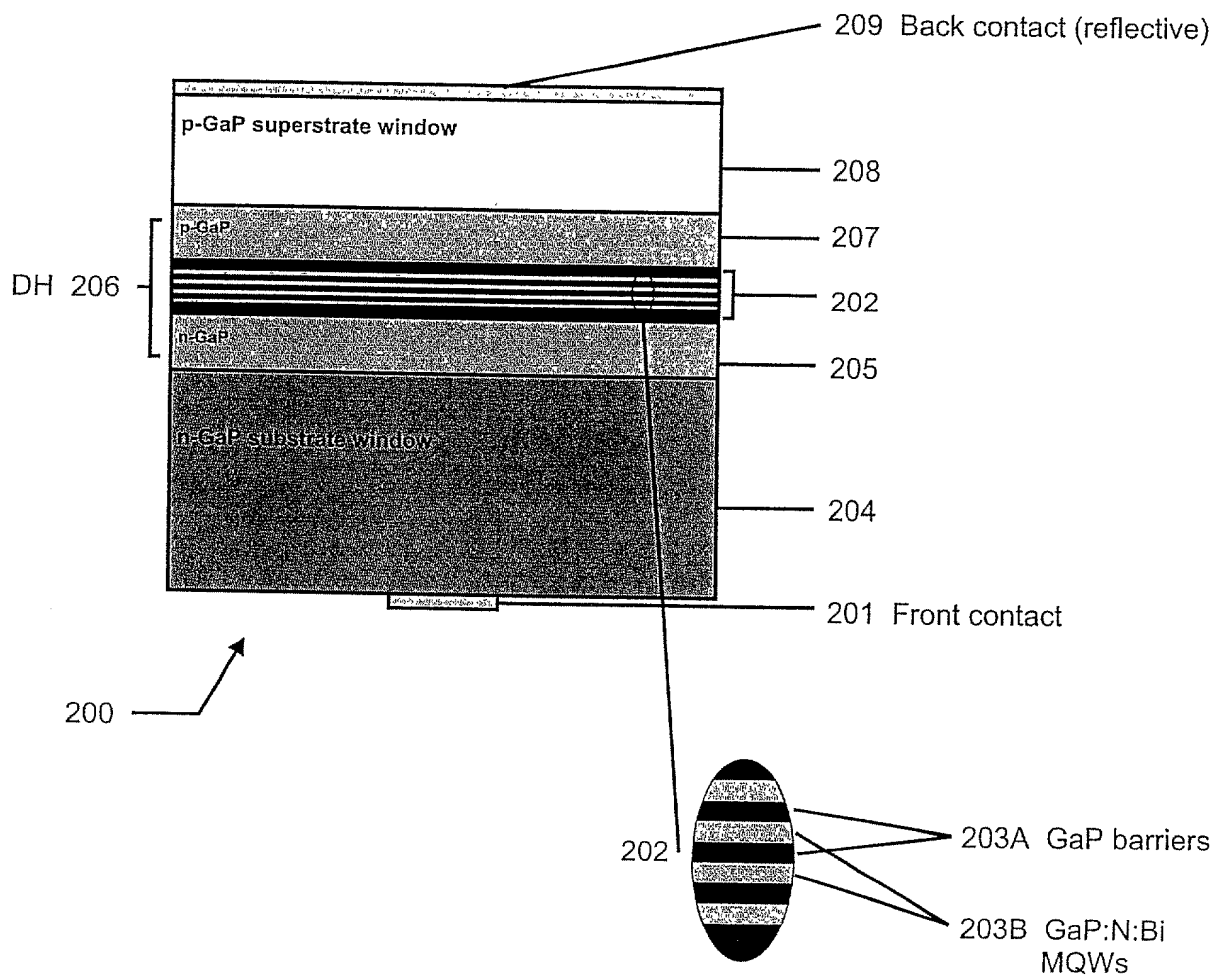 209 Back contact (reflective)
p-GaP superstrate window
208
p-GaP
207
DH 206
202
n-GaP
205
n-GaP substrate window
204
201 Front contact
200
202
203A GaP barriers
203B GaP:N:Bi
MQWs